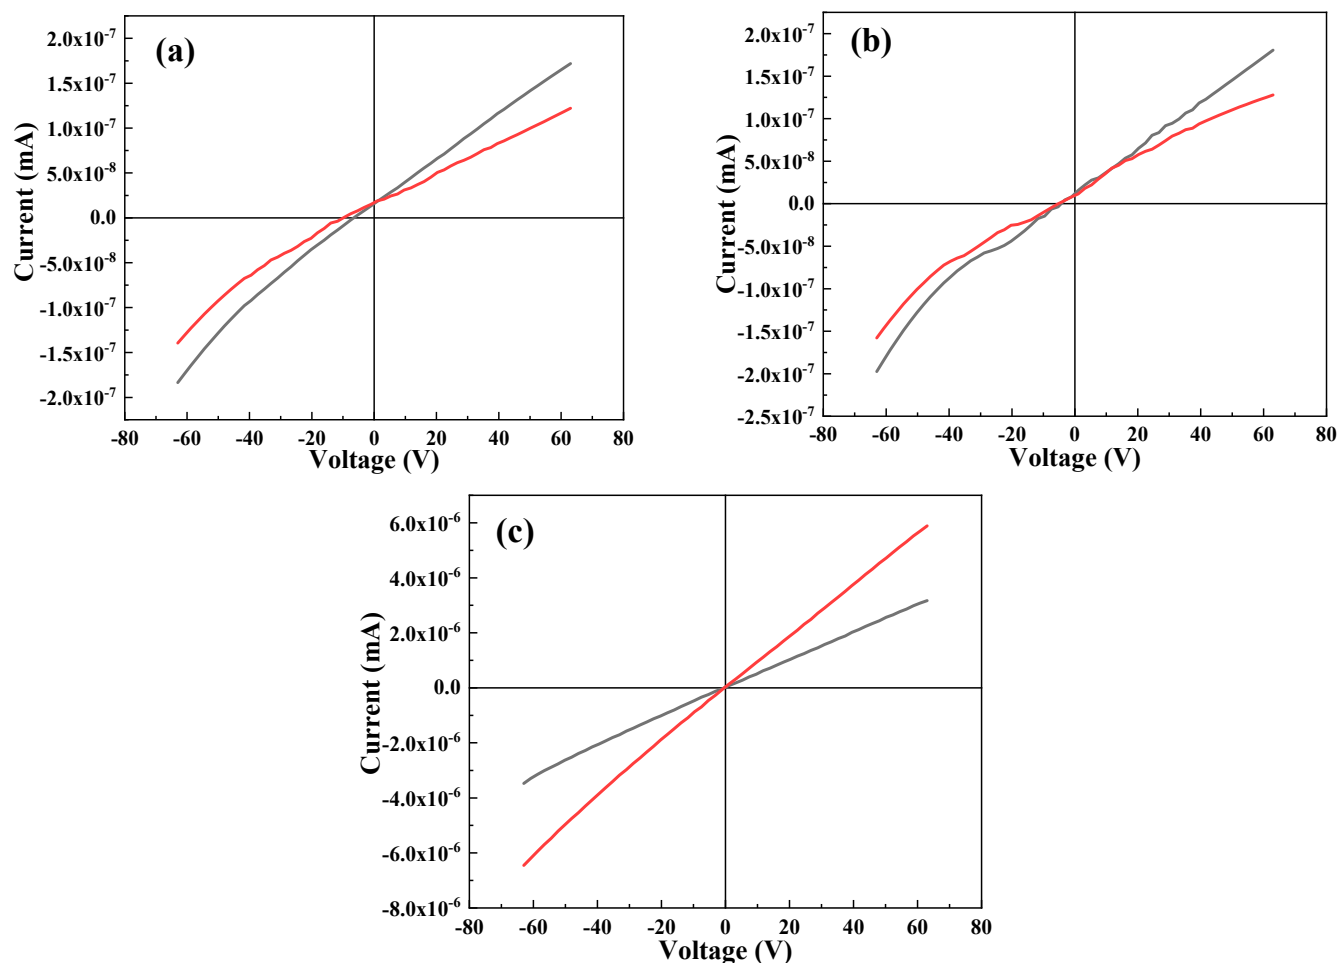 (a)
Current (mA)
2.0x10⁻⁷
1.5x10⁻⁷
1.0x10⁻⁷
5.0x10⁻⁸
0.0
-5.0x10⁻⁸
-1.0x10⁻⁷
-1.5x10⁻⁷
-2.0x10⁻⁷
-80 -60 -40 -20 0 20 40 60 80
Voltage (V)
(b)
Current (mA)
2.0x10⁻⁷
1.5x10⁻⁷
1.0x10⁻⁷
5.0x10⁻⁸
0.0
-5.0x10⁻⁸
-1.0x10⁻⁷
-1.5x10⁻⁷
-2.0x10⁻⁷
-2.5x10⁻⁷
-80 -60 -40 -20 0 20 40 60 80
Voltage (V)
(c)
Current (mA)
6.0x10⁻⁶
4.0x10⁻⁶
2.0x10⁻⁶
0.0
-2.0x10⁻⁶
-4.0x10⁻⁶
-6.0x10⁻⁶
-8.0x10⁻⁶
-80 -60 -40 -20 0 20 40 60 80
Voltage (V)